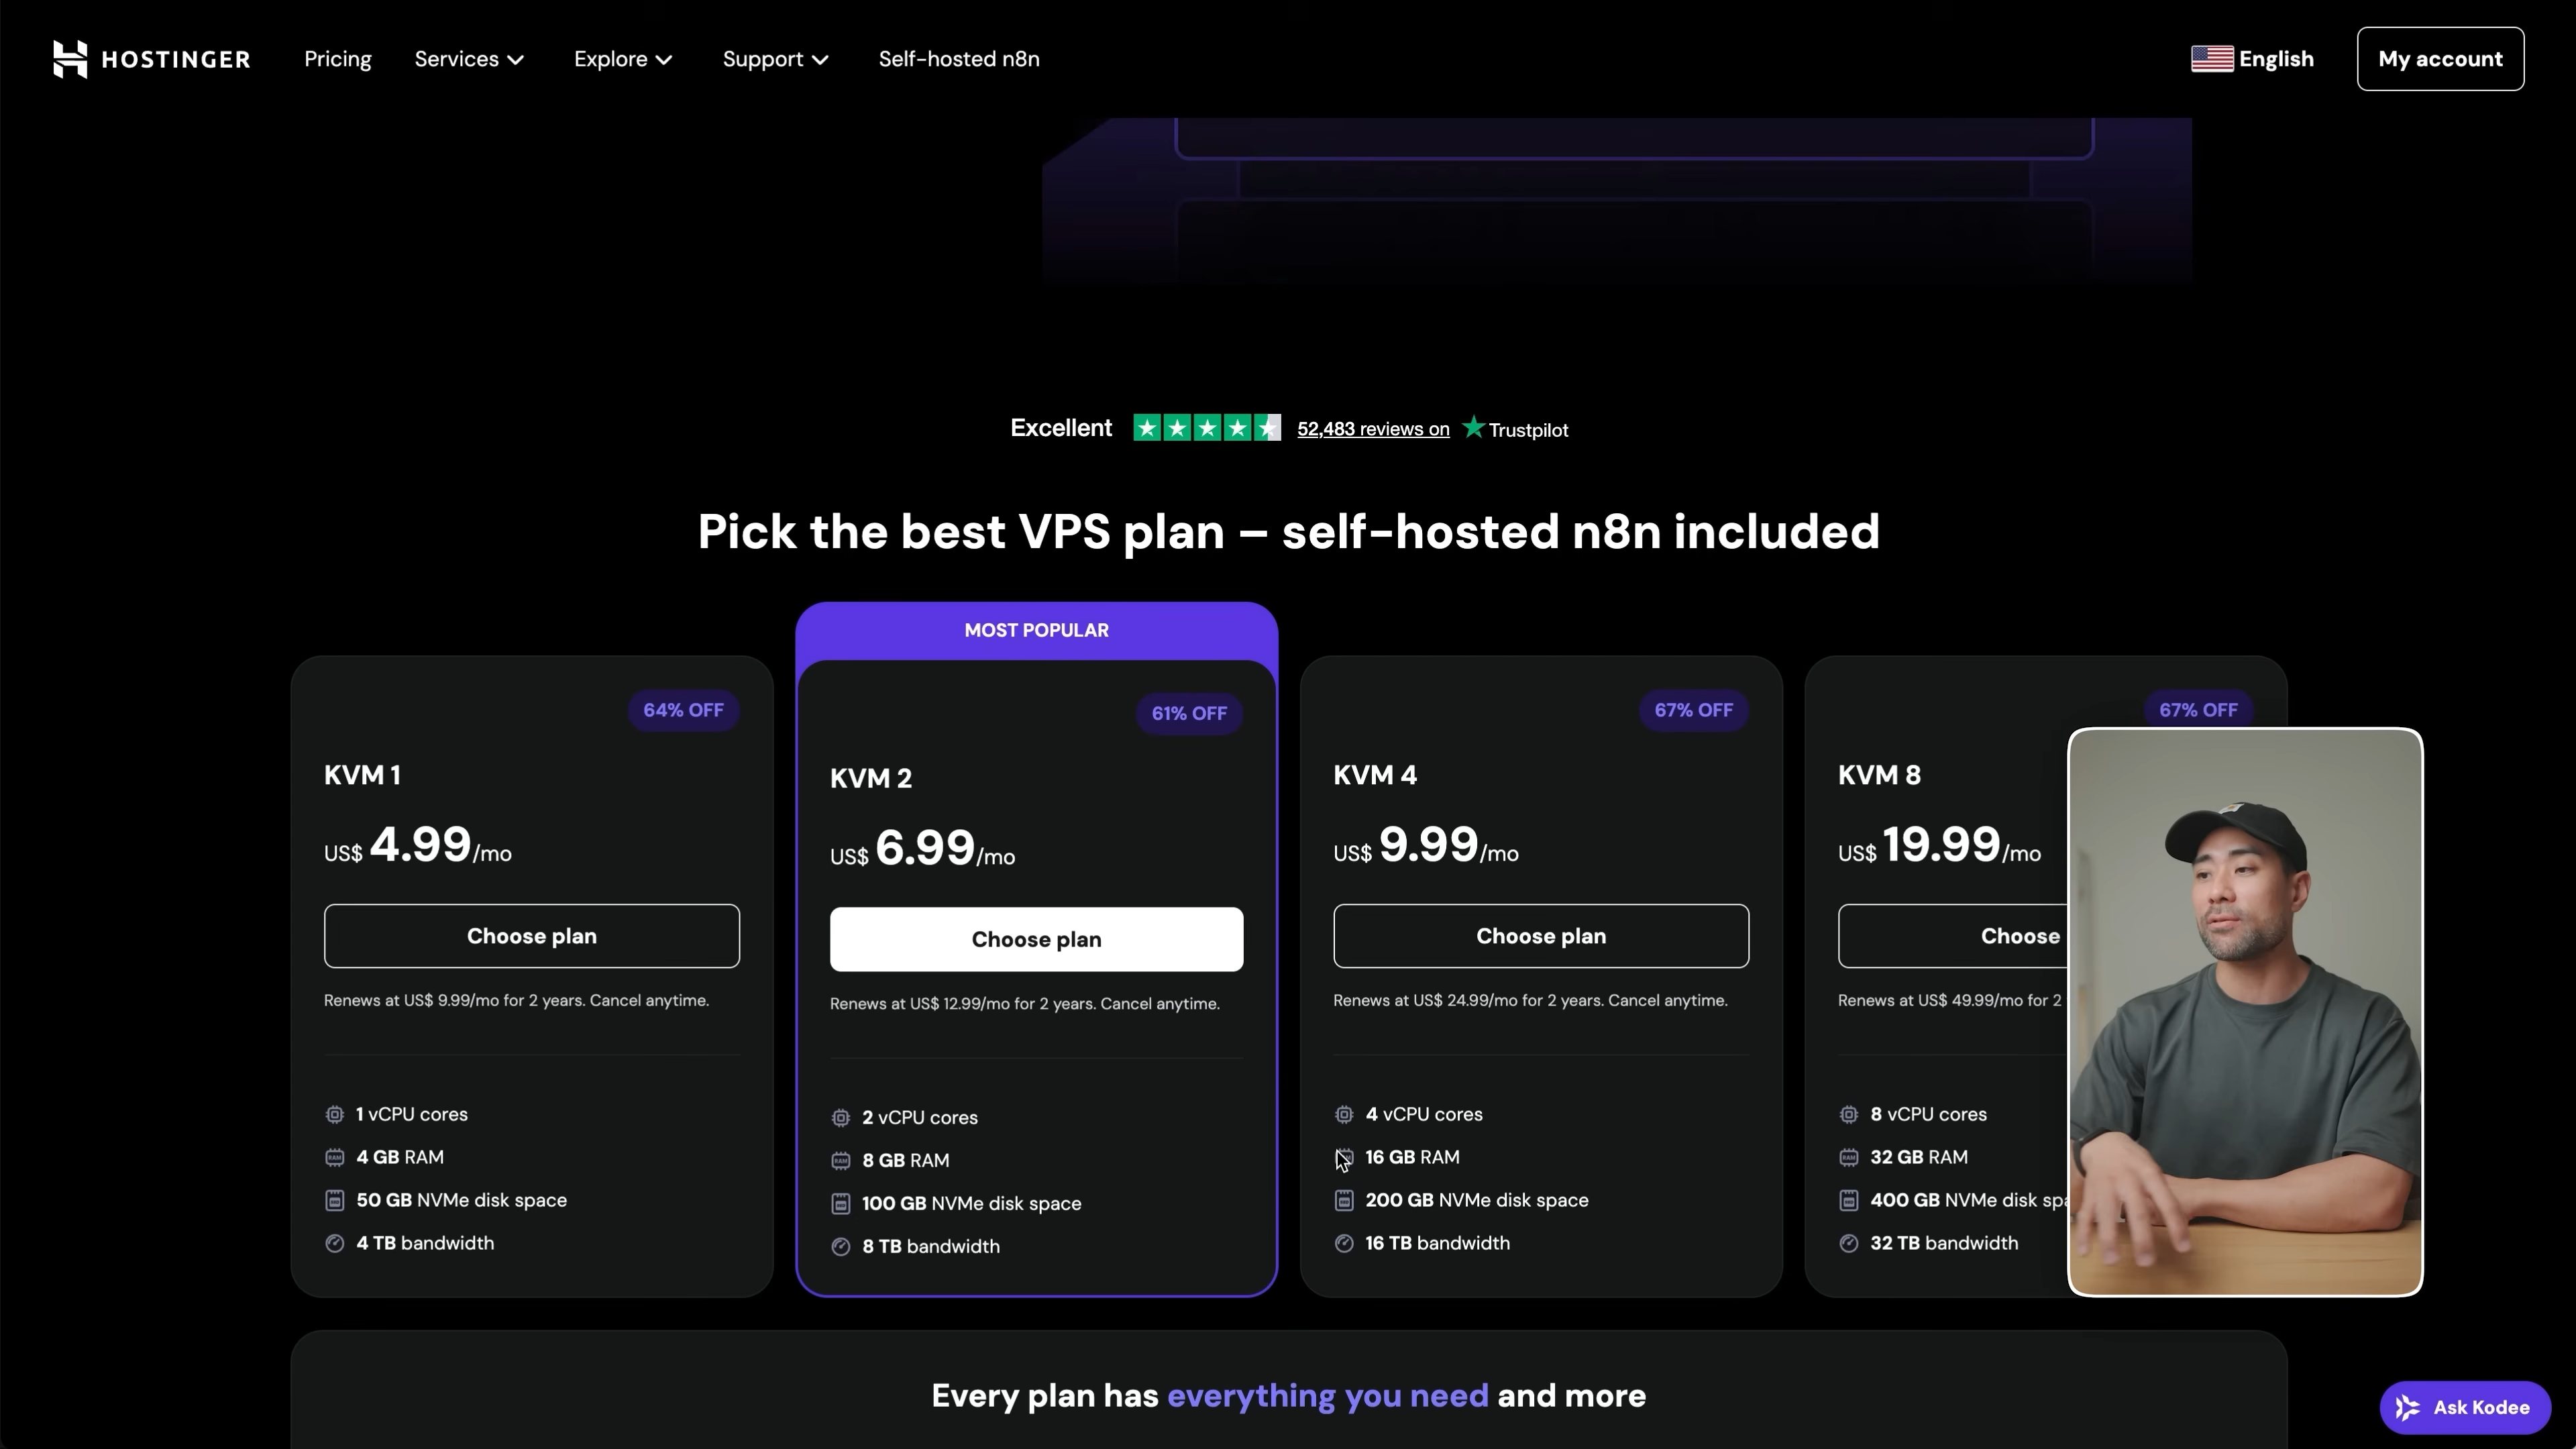 HOSTINGER
Pricing
Services
Explore
Support
Self-hosted n8n
English
My account
Excellent
52,483 reviews on
Trustpilot
Pick the best VPS plan – self-hosted n8n included
64% OFF
KVM 1
US$ 4.99/mo
Choose plan
Renews at US$ 9.99/mo for 2 years. Cancel anytime.
1 vCPU cores
4 GB RAM
50 GB NVMe disk space
4 TB bandwidth
MOST POPULAR
61% OFF
KVM 2
US$ 6.99/mo
Choose plan
Renews at US$ 12.99/mo for 2 years. Cancel anytime.
2 vCPU cores
8 GB RAM
100 GB NVMe disk space
8 TB bandwidth
67% OFF
KVM 4
US$ 9.99/mo
Choose plan
Renews at US$ 24.99/mo for 2 years. Cancel anytime.
4 vCPU cores
16 GB RAM
200 GB NVMe disk space
16 TB bandwidth
67% OFF
KVM 8
US$ 19.99/mo
Choose
Renews at US$ 49.99/mo for 2
8 vCPU cores
32 GB RAM
400 GB NVMe disk
32 TB bandwidth
Every plan has everything you need and more
Ask Kodee